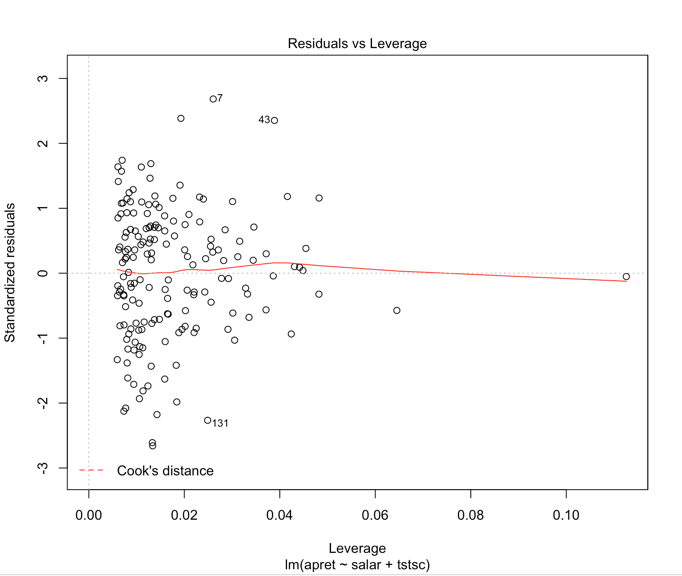 Residuals vs Leverage
Standardized residuals
3
2
1
0
-1
-2
-3
7
43
131
Cook's distance
0.00 0.02 0.04 0.06 0.08 0.10
Leverage
lm(apret ~ salar + tstsc)